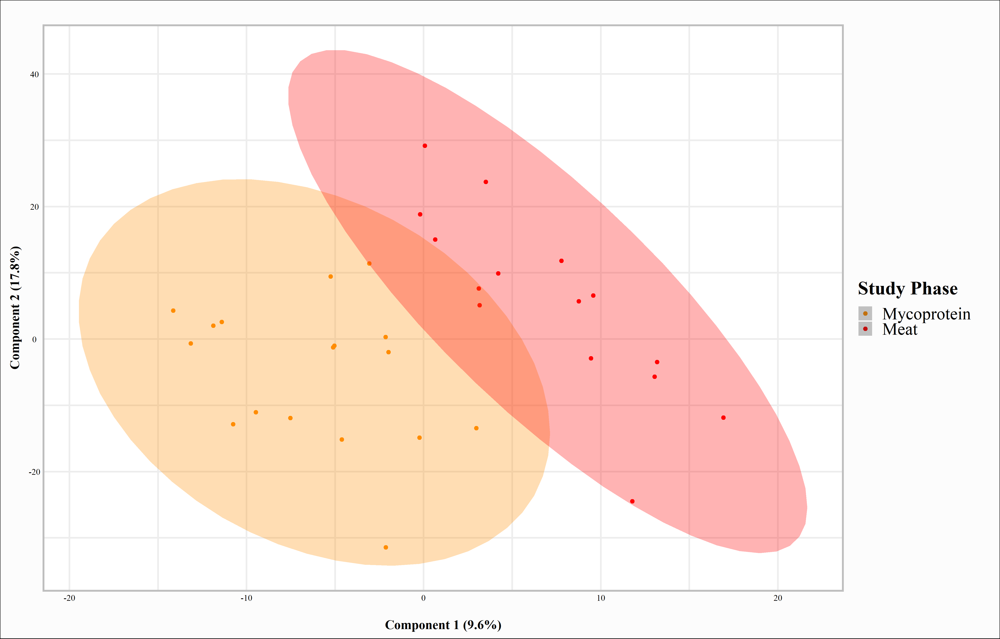 40
20
0
-20
Component 2 (17.8%)
-20
-10
0
10
20
Component 1 (9.6%)
Study Phase
Mycoprotein
Meat